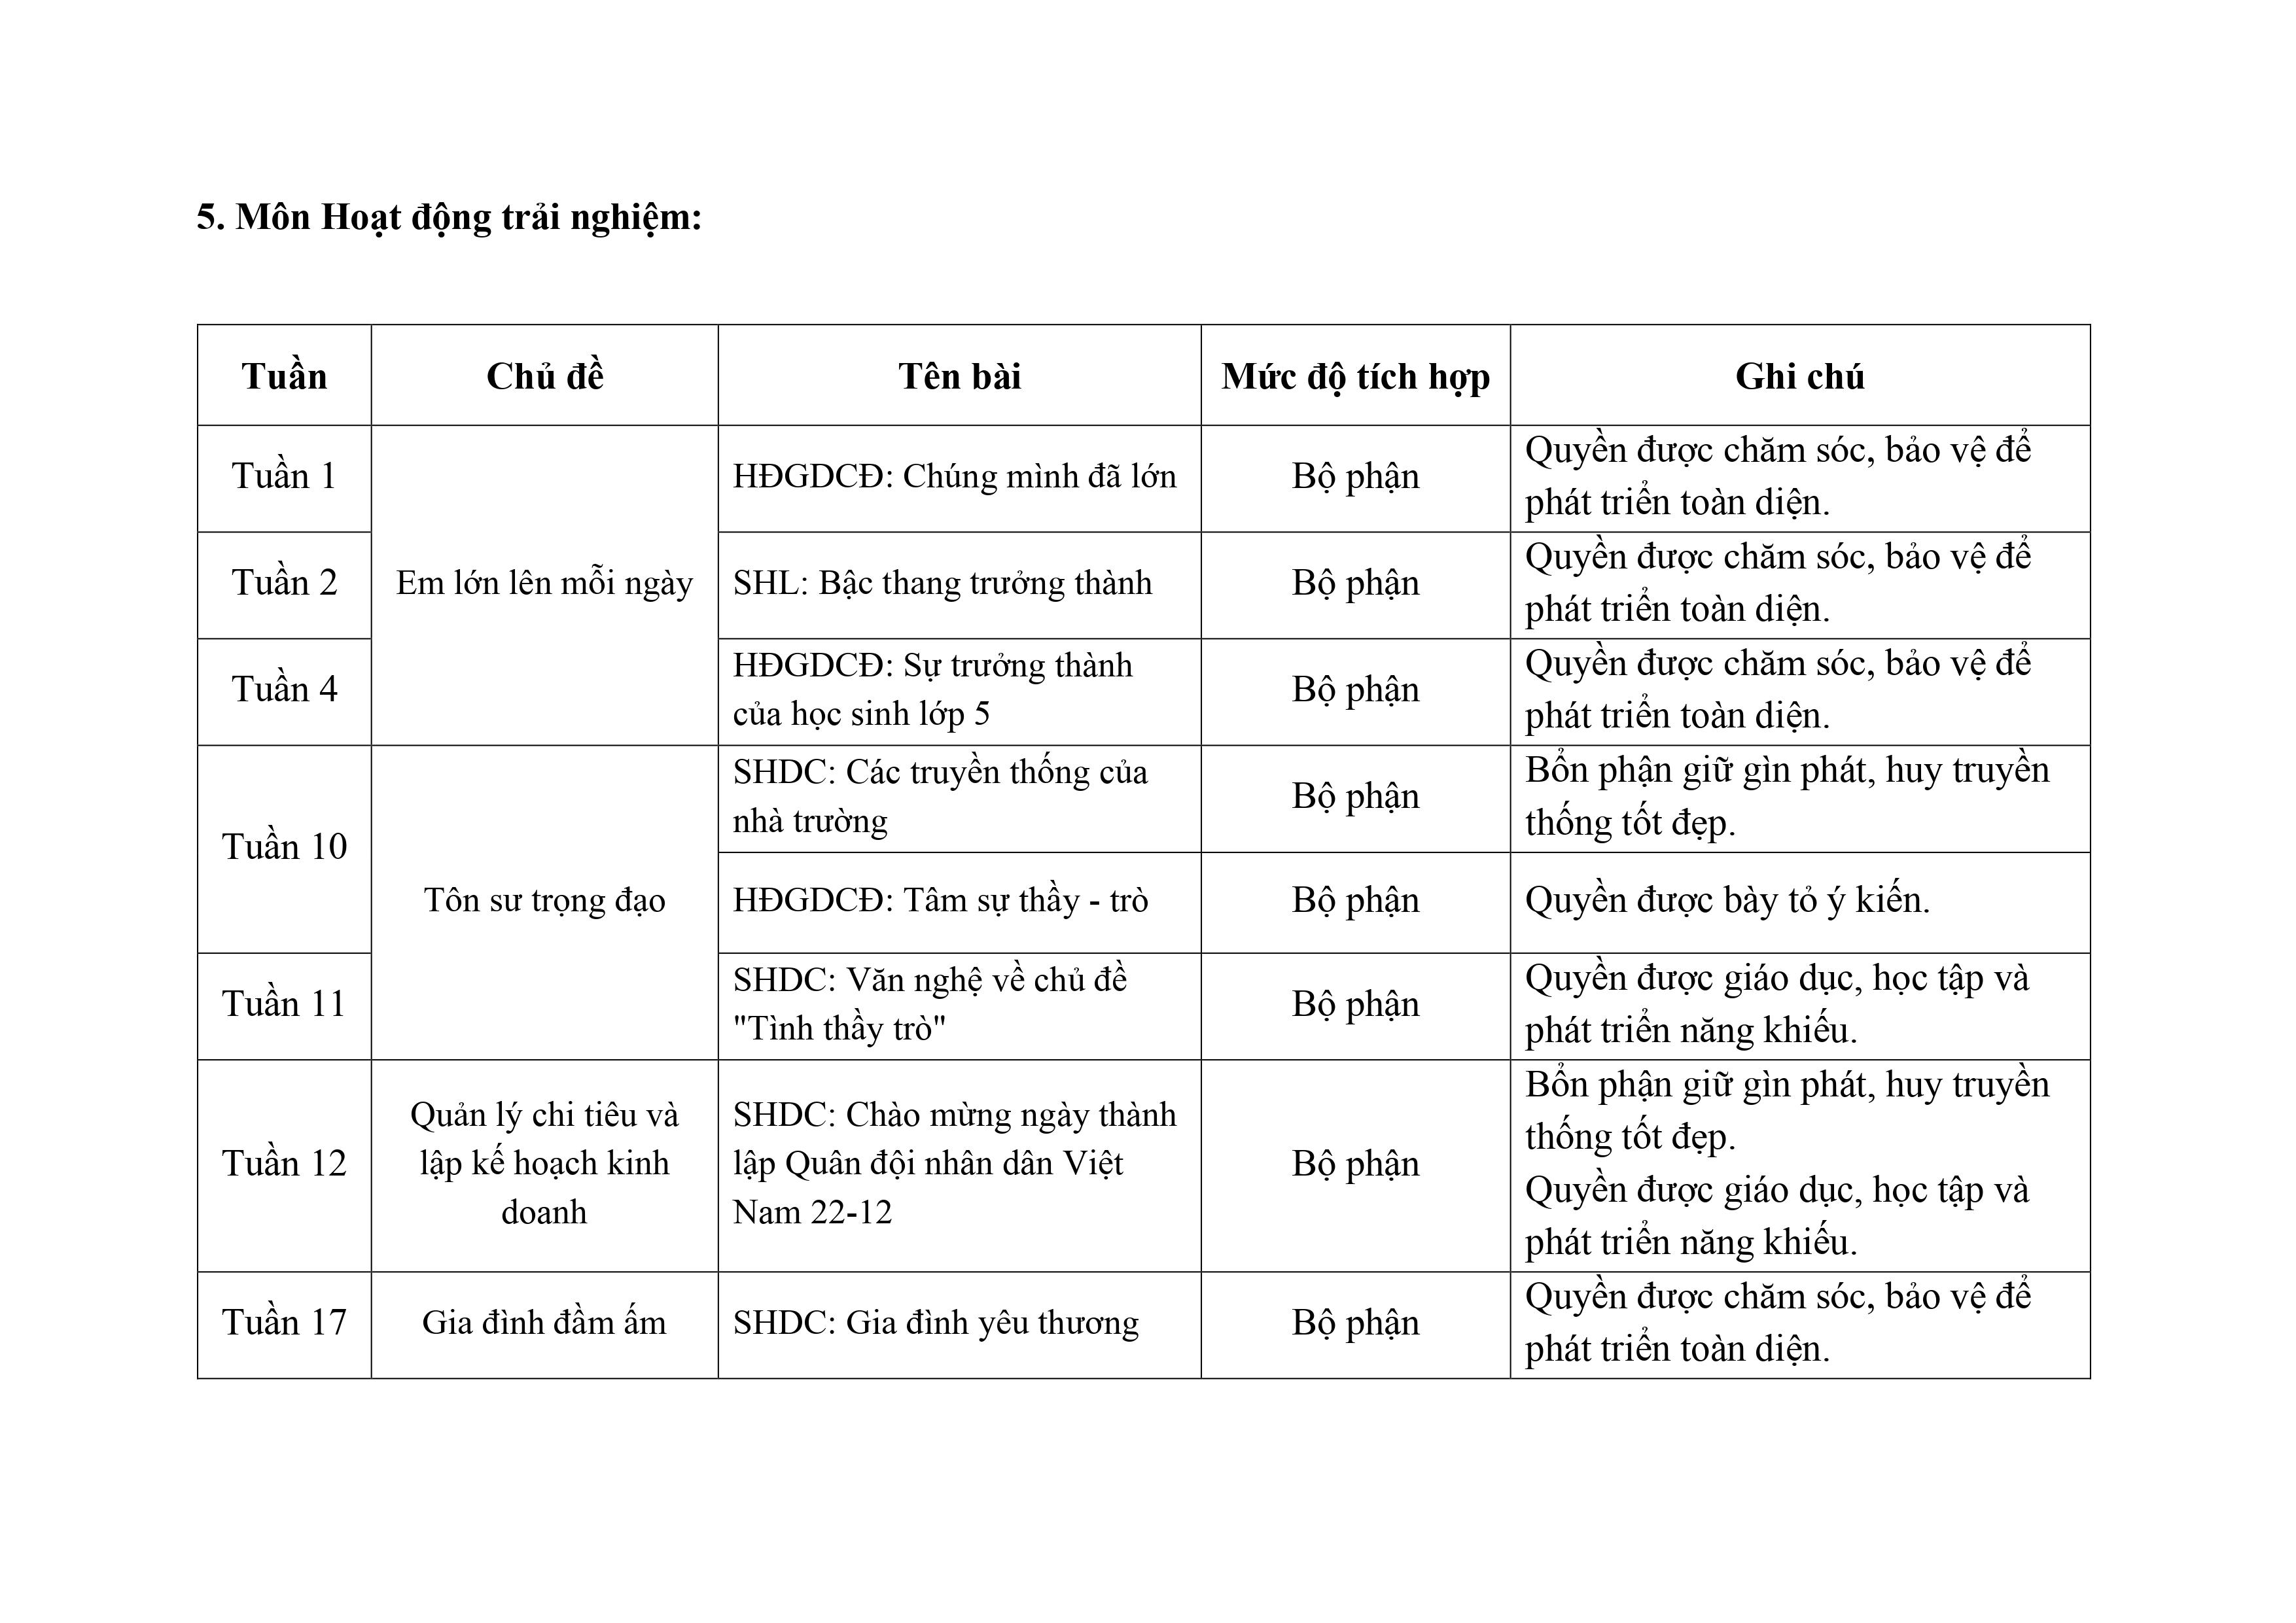 5. Môn Hoạt động trải nghiệm:
Tuần
Chủ đề
Tên bài
Mức độ tích hợp
Ghi chú
Tuần 1
Em lớn lên mỗi ngày
HĐGDCĐ: Chúng mình đã lớn
Bộ phận
Quyền được chăm sóc, bảo vệ để
phát triển toàn diện.
Tuần 2
SHL: Bậc thang trưởng thành
Bộ phận
Quyền được chăm sóc, bảo vệ để
phát triển toàn diện.
Tuần 4
HĐGDCĐ: Sự trưởng thành
của học sinh lớp 5
Bộ phận
Quyền được chăm sóc, bảo vệ để
phát triển toàn diện.
Tuần 10
Tôn sư trọng đạo
SHDC: Các truyền thống của
nhà trường
Bộ phận
Bổn phận giữ gìn phát, huy truyền
thống tốt đẹp.
HĐGDCĐ: Tâm sự thầy - trò
Bộ phận
Quyền được bày tỏ ý kiến.
Tuần 11
SHDC: Văn nghệ về chủ đề
"Tình thầy trò"
Bộ phận
Quyền được giáo dục, học tập và
phát triển năng khiếu.
Tuần 12
Quản lý chi tiêu và
lập kế hoạch kinh
doanh
SHDC: Chào mừng ngày thành
lập Quân đội nhân dân Việt
Nam 22-12
Bộ phận
Bổn phận giữ gìn phát, huy truyền
thống tốt đẹp.
Quyền được giáo dục, học tập và
phát triển năng khiếu.
Tuần 17
Gia đình đầm ấm
SHDC: Gia đình yêu thương
Bộ phận
Quyền được chăm sóc, bảo vệ để
phát triển toàn diện.